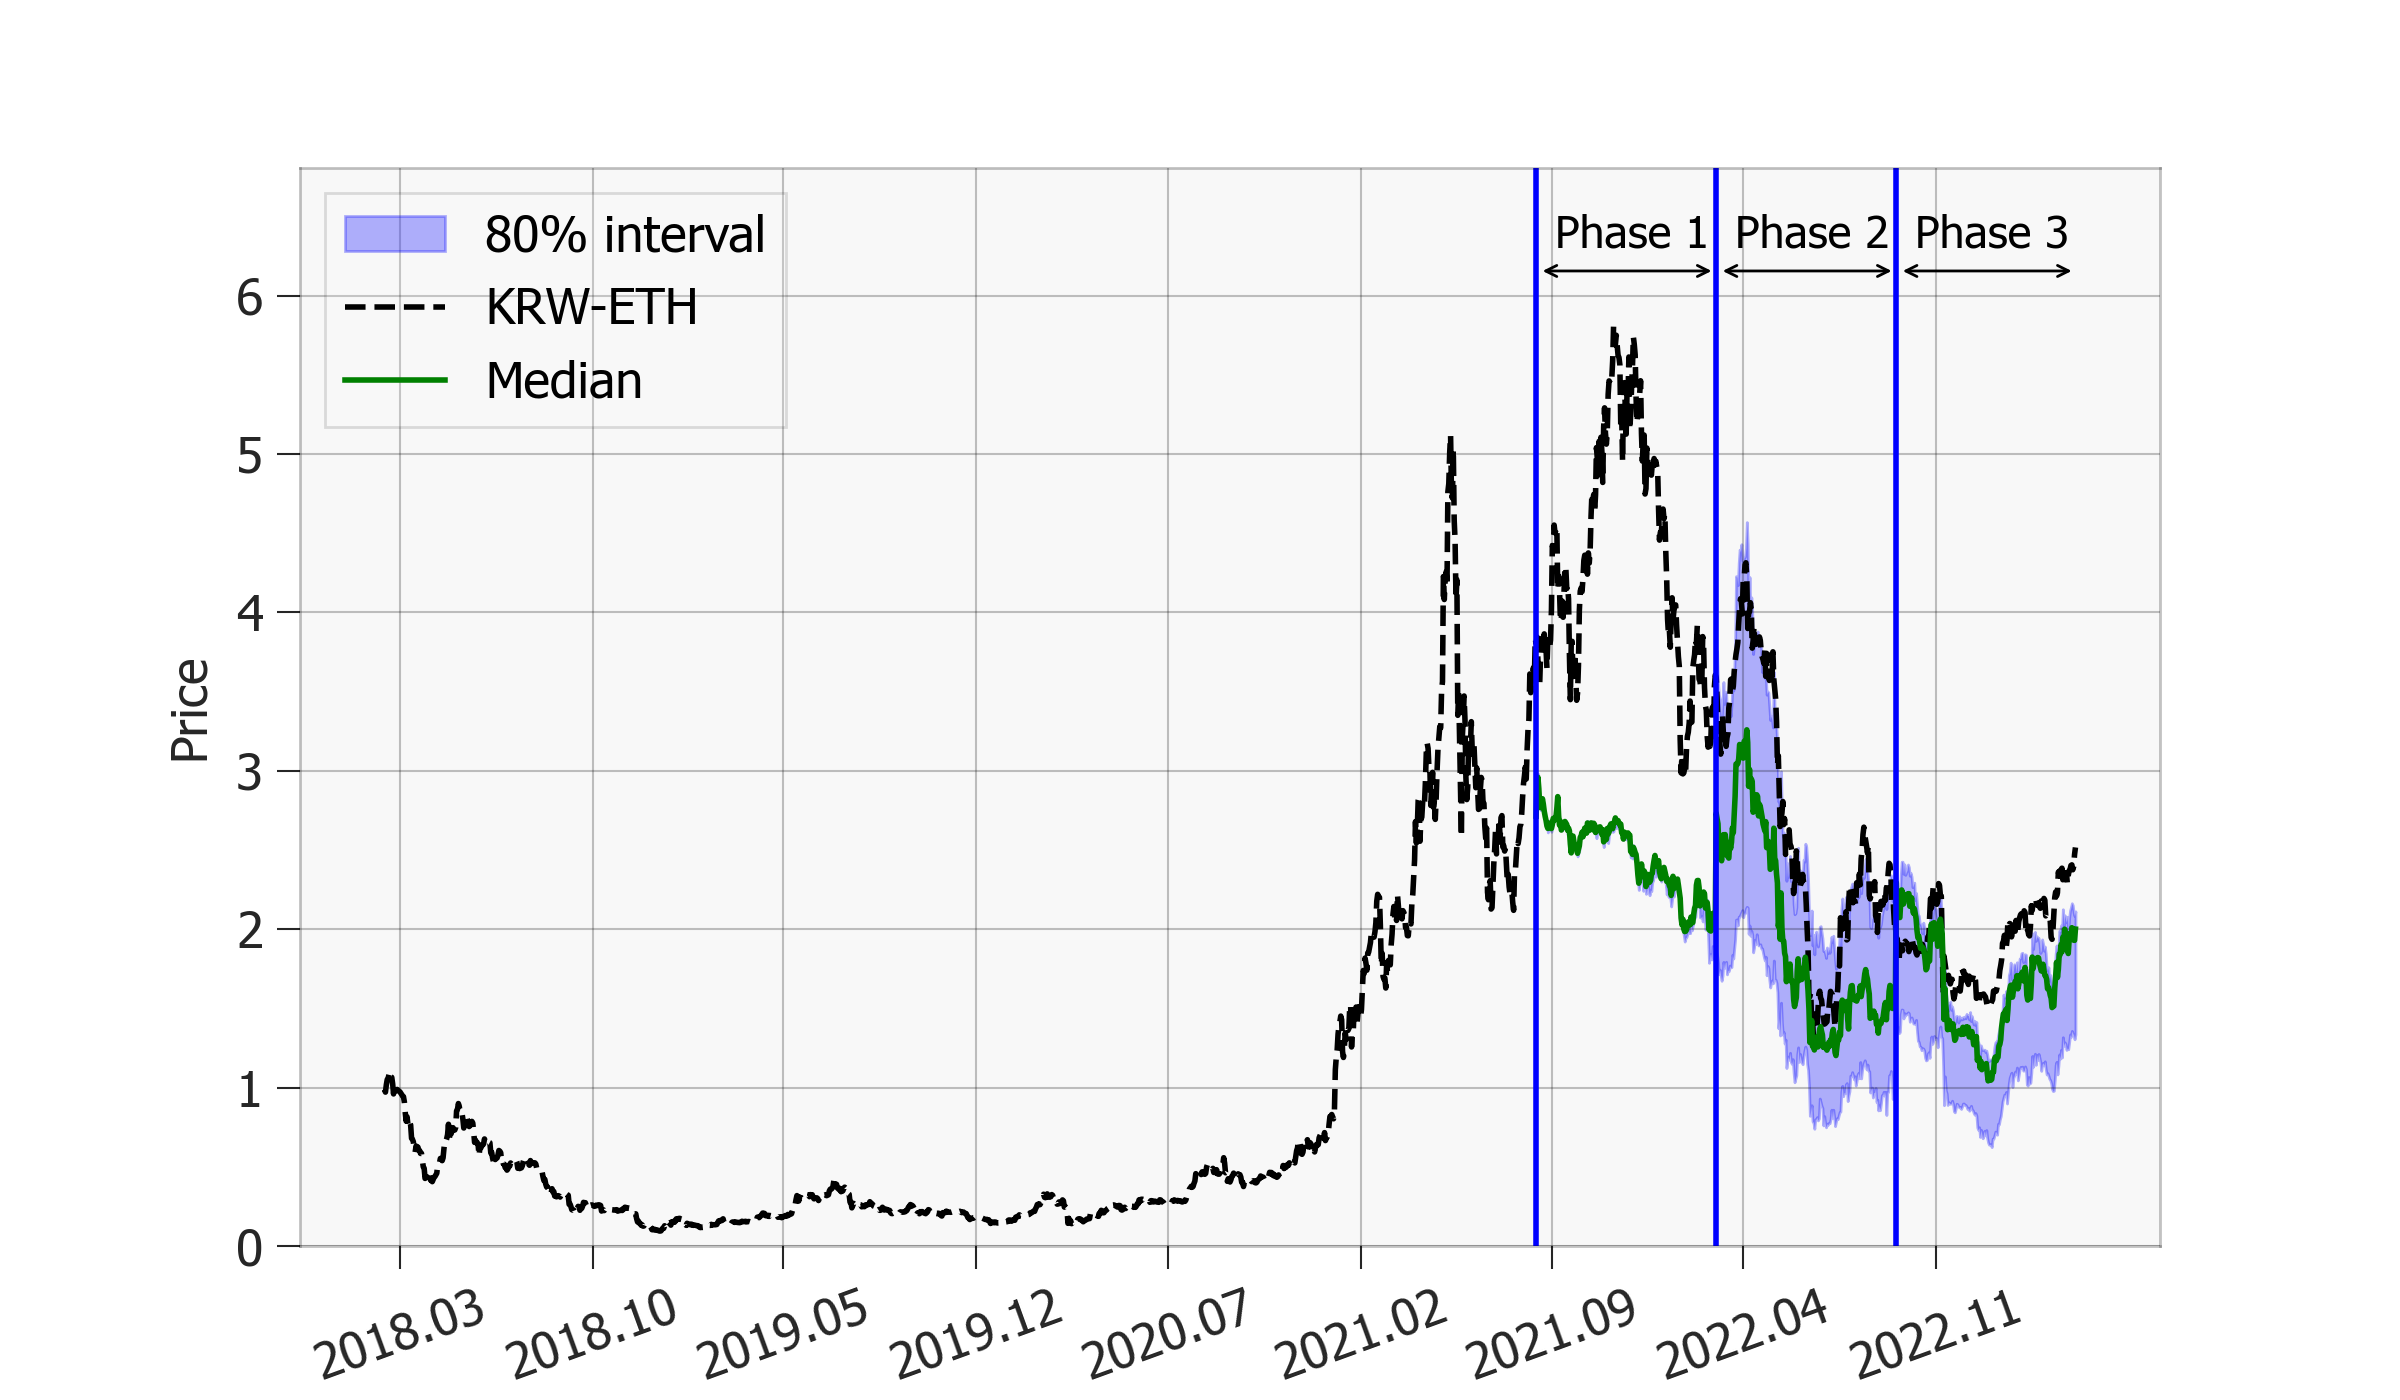 80% interval
KRW-ETH
Median
Phase 1
Phase 2
Phase 3
Price
6
5
4
3
2
1
0
2018.03
2018.10
2019.05
2019.12
2020.07
2021.02
2021.09
2022.04
2022.11